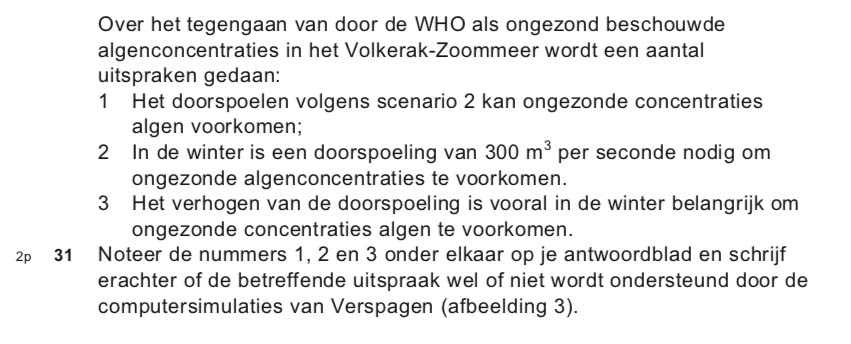 Over het tegengaan van door de WHO als ongezond beschouwde
algenconcentraties in het Volkerak-Zoommeer wordt een aantal
uitspraken gedaan:
1 Het doorspoelen volgens scenario 2 kan ongezonde concentraties
algen voorkomen;
2 In de winter is een doorspoeling van 300 m³ per seconde nodig om
ongezonde algenconcentraties te voorkomen.
3 Het verhogen van de doorspoeling is vooral in de winter belangrijk om
ongezonde concentraties algen te voorkomen.
2p 31 Noteer de nummers 1, 2 en 3 onder elkaar op je antwoordblad en schrijf
erachter of de betreffende uitspraak wel of niet wordt ondersteund door de
computersimulaties van Verspagen (afbeelding 3).